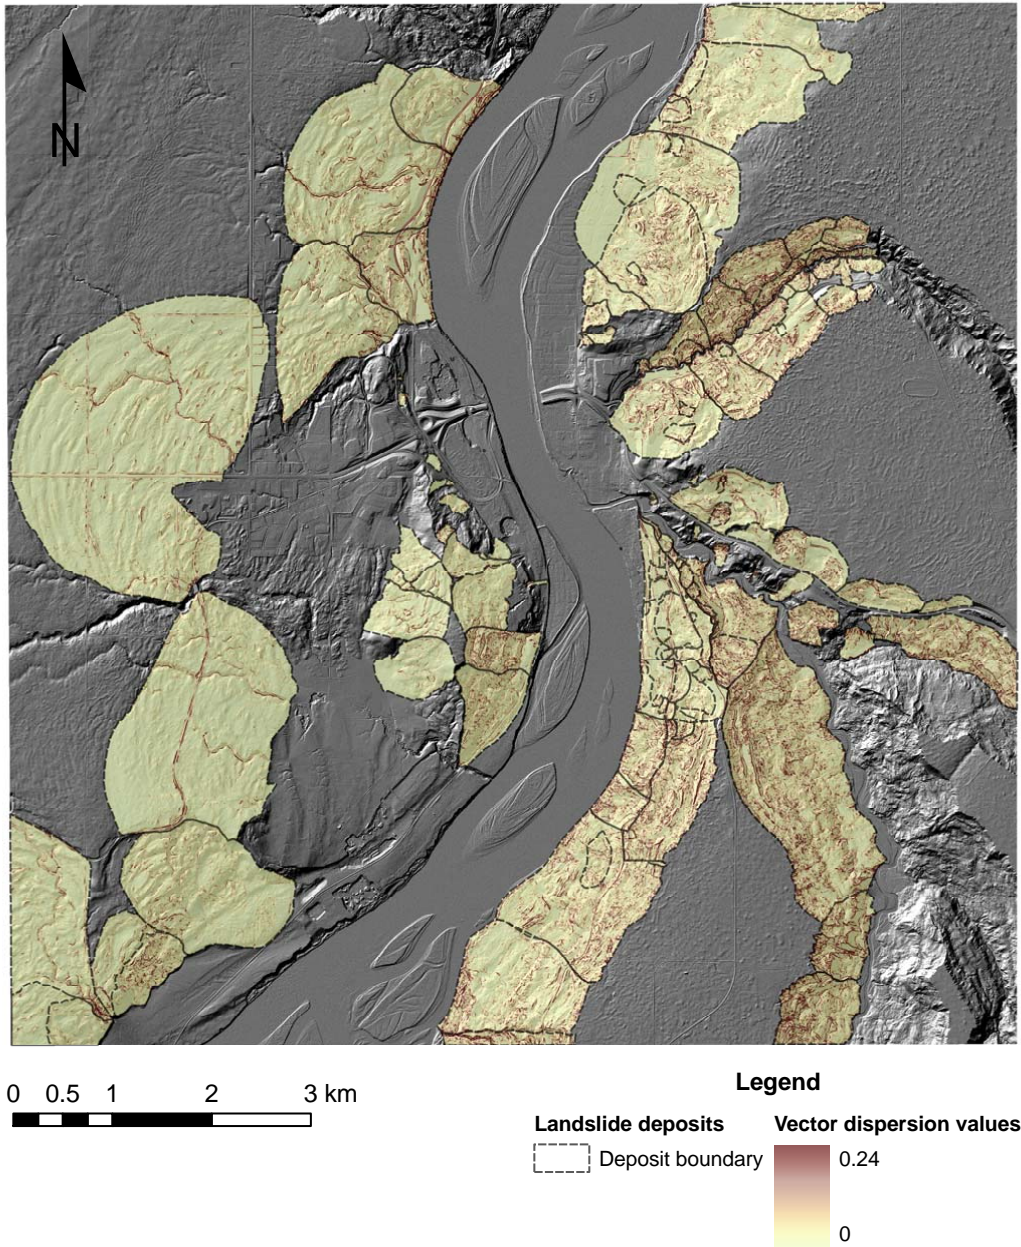 N
0 0.5 1 2 3 km
Legend
Landslide deposits Vector dispersion values
Deposit boundary 0.24
0